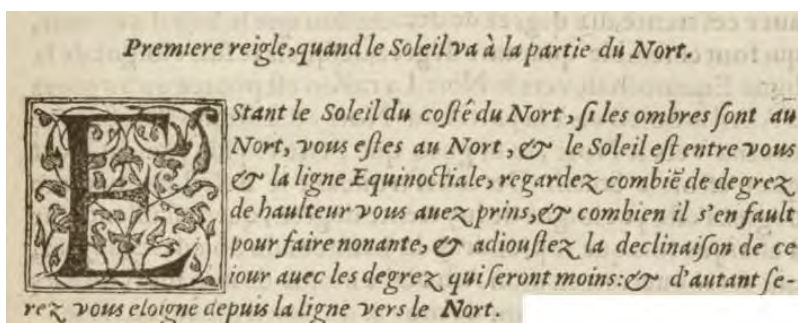 Premiere reigle, quand le Soleil va à la partie du Nort.
EStant le Soleil du costé du Nort, si les ombres sont au
Nort, vous estes au Nort, & le Soleil est entre vous
& la ligne Equinoctiale, regardez combiẽ de degrez
de haulteur vous auez prins, & combien il s'en fault
pour faire nonante, & adioustez la declinaison de ce
iour auec les degrez qui seront moins: & d'autant se-
rez vous eloigné depuis la ligne vers le Nort.